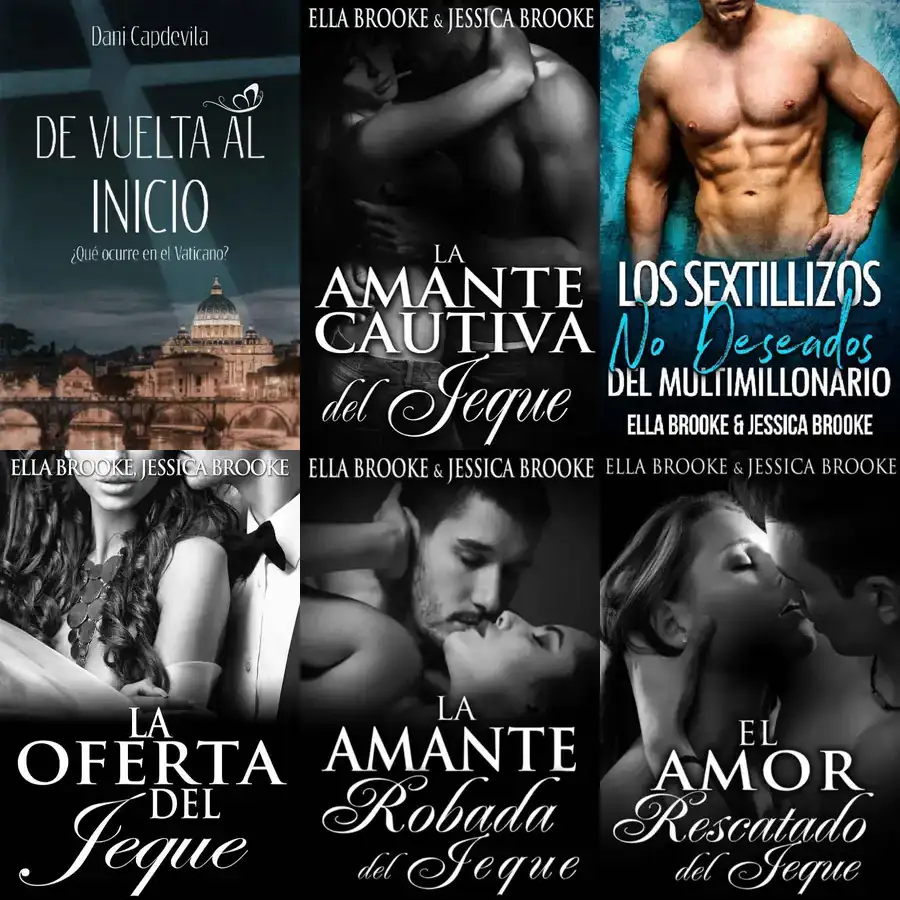 Dani Capdevila
DE VUELTA AL
INICIO
¿Qué ocurre en el Vaticano?
ELLA BROOKE & JESSICA BROOKE
LA
AMANTE
CAUTIVA
del Jeque
LOS SEXTILLIZOS
No Deseados
DEL MULTIMILLONARIO
ELLA BROOKE & JESSICA BROOKE
ELLA BROOKE, JESSICA BROOKE
LA
OFERTA
DEL
Jeque
ELLA BROOKE & JESSICA BROOKE
LA
AMANTE
Robada
del Jeque
ELLA BROOKE & JESSICA BROOKE
EL
AMOR
Rescatado
del Jeque